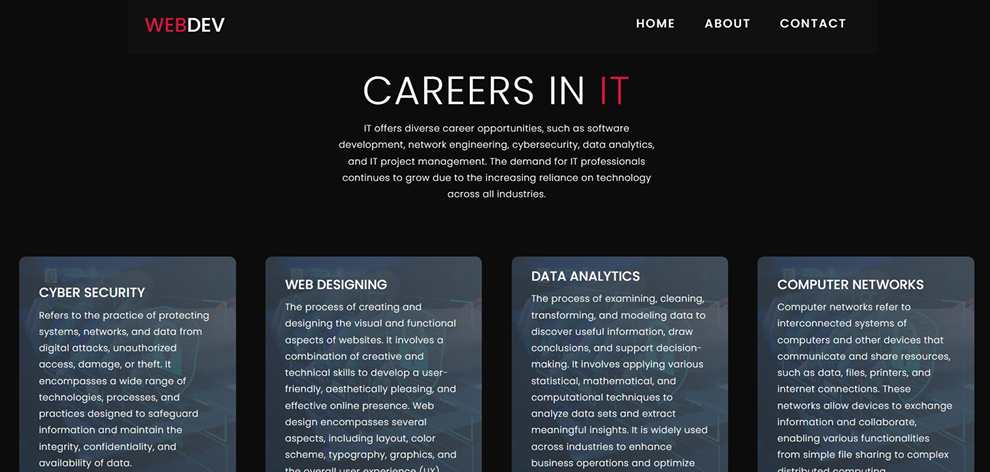 WEBDEV
HOME ABOUT CONTACT
CAREERS IN IT
IT offers diverse career opportunities, such as software
development, network engineering, cybersecurity, data analytics,
and IT project management. The demand for IT professionals
continues to grow due to the increasing reliance on technology
across all industries.
CYBER SECURITY
Refers to the practice of protecting
systems, networks, and data from
digital attacks, unauthorized
access, damage, or theft. It
encompasses a wide range of
technologies, processes, and
practices designed to safeguard
information and maintain the
integrity, confidentiality, and
availability of data.
WEB DESIGNING
The process of creating and
designing the visual and functional
aspects of websites. It involves a
combination of creative and
technical skills to develop a user-
friendly, aesthetically pleasing, and
effective online presence. Web
design encompasses several
aspects, including layout, color
scheme, typography, graphics, and
the overall user experience (UX)
DATA ANALYTICS
The process of examining, cleaning,
transforming, and modeling data to
discover useful information, draw
conclusions, and support decision-
making. It involves applying various
statistical, mathematical, and
computational techniques to
analyze data sets and extract
meaningful insights. It is widely used
across industries to enhance
business operations and optimize
COMPUTER NETWORKS
Computer networks refer to
interconnected systems of
computers and other devices that
communicate and share resources,
such as data, files, printers, and
internet connections. These
networks allow devices to exchange
information and collaborate,
enabling various functionalities
from simple file sharing to complex
distributed computing